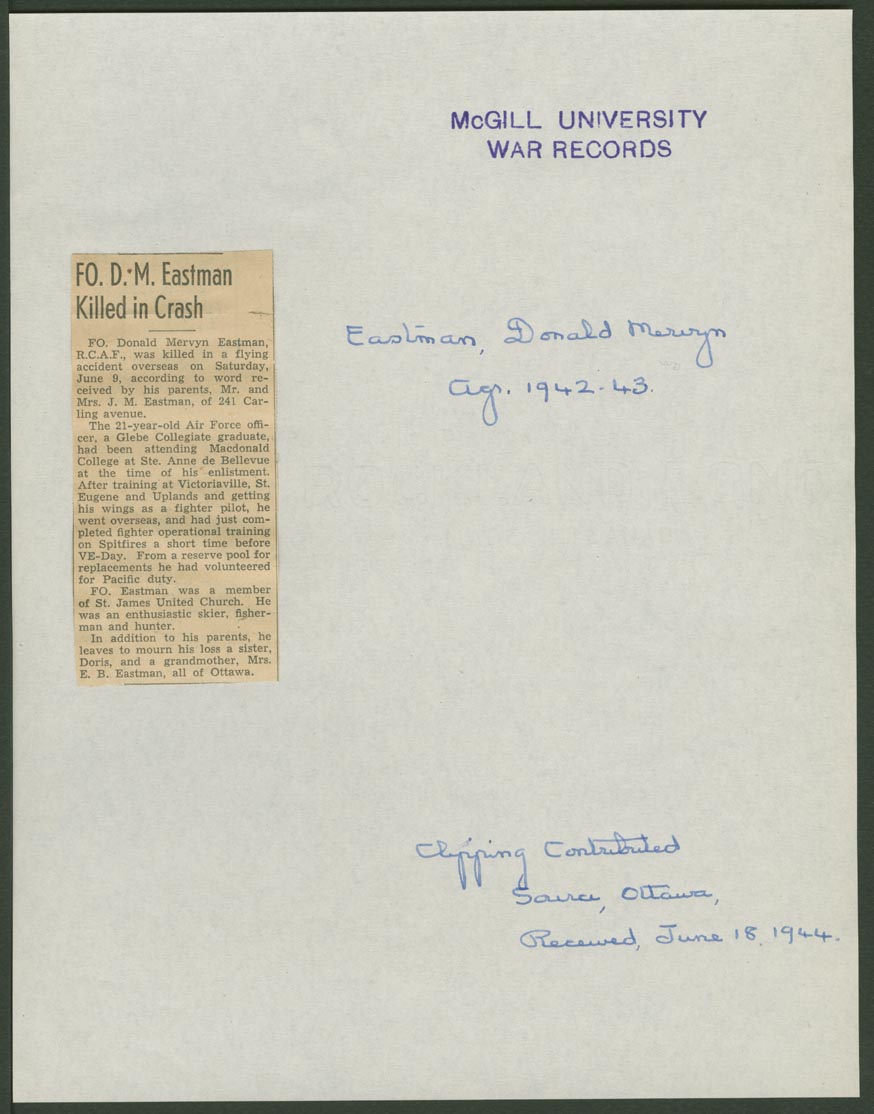 McGILL UNIVERSITY
WAR RECORDS
FO. D. M. Eastman
Killed in Crash
FO. Donald Mervyn Eastman,
R.C.A.F., was killed in a flying
accident overseas on Saturday,
June 9, according to word re-
ceived by his parents, Mr. and
Mrs. J. M. Eastman, of 241 Car-
ling avenue.
The 21-year-old Air Force offi-
cer, a Glebe Collegiate graduate,
had been attending Macdonald
College at Ste. Anne de Bellevue
at the time of his enlistment.
After training at Victoriaville, St.
Eugene and Uplands and getting
his wings as a fighter pilot, he
went overseas, and had just com-
pleted fighter operational training
on Spitfires a short time before
VE-Day. From a reserve pool for
replacements he had volunteered
for Pacific duty.
FO. Eastman was a member
of St. James United Church. He
was an enthusiastic skier, fisher-
man and hunter.
In addition to his parents, he
leaves to mourn his loss a sister,
Doris, and a grandmother, Mrs.
E. B. Eastman, all of Ottawa.
Eastman, Donald Mervyn
Agr. 1942-43.
Clipping Contributed
Source, Ottawa,
Received, June 18, 1944.